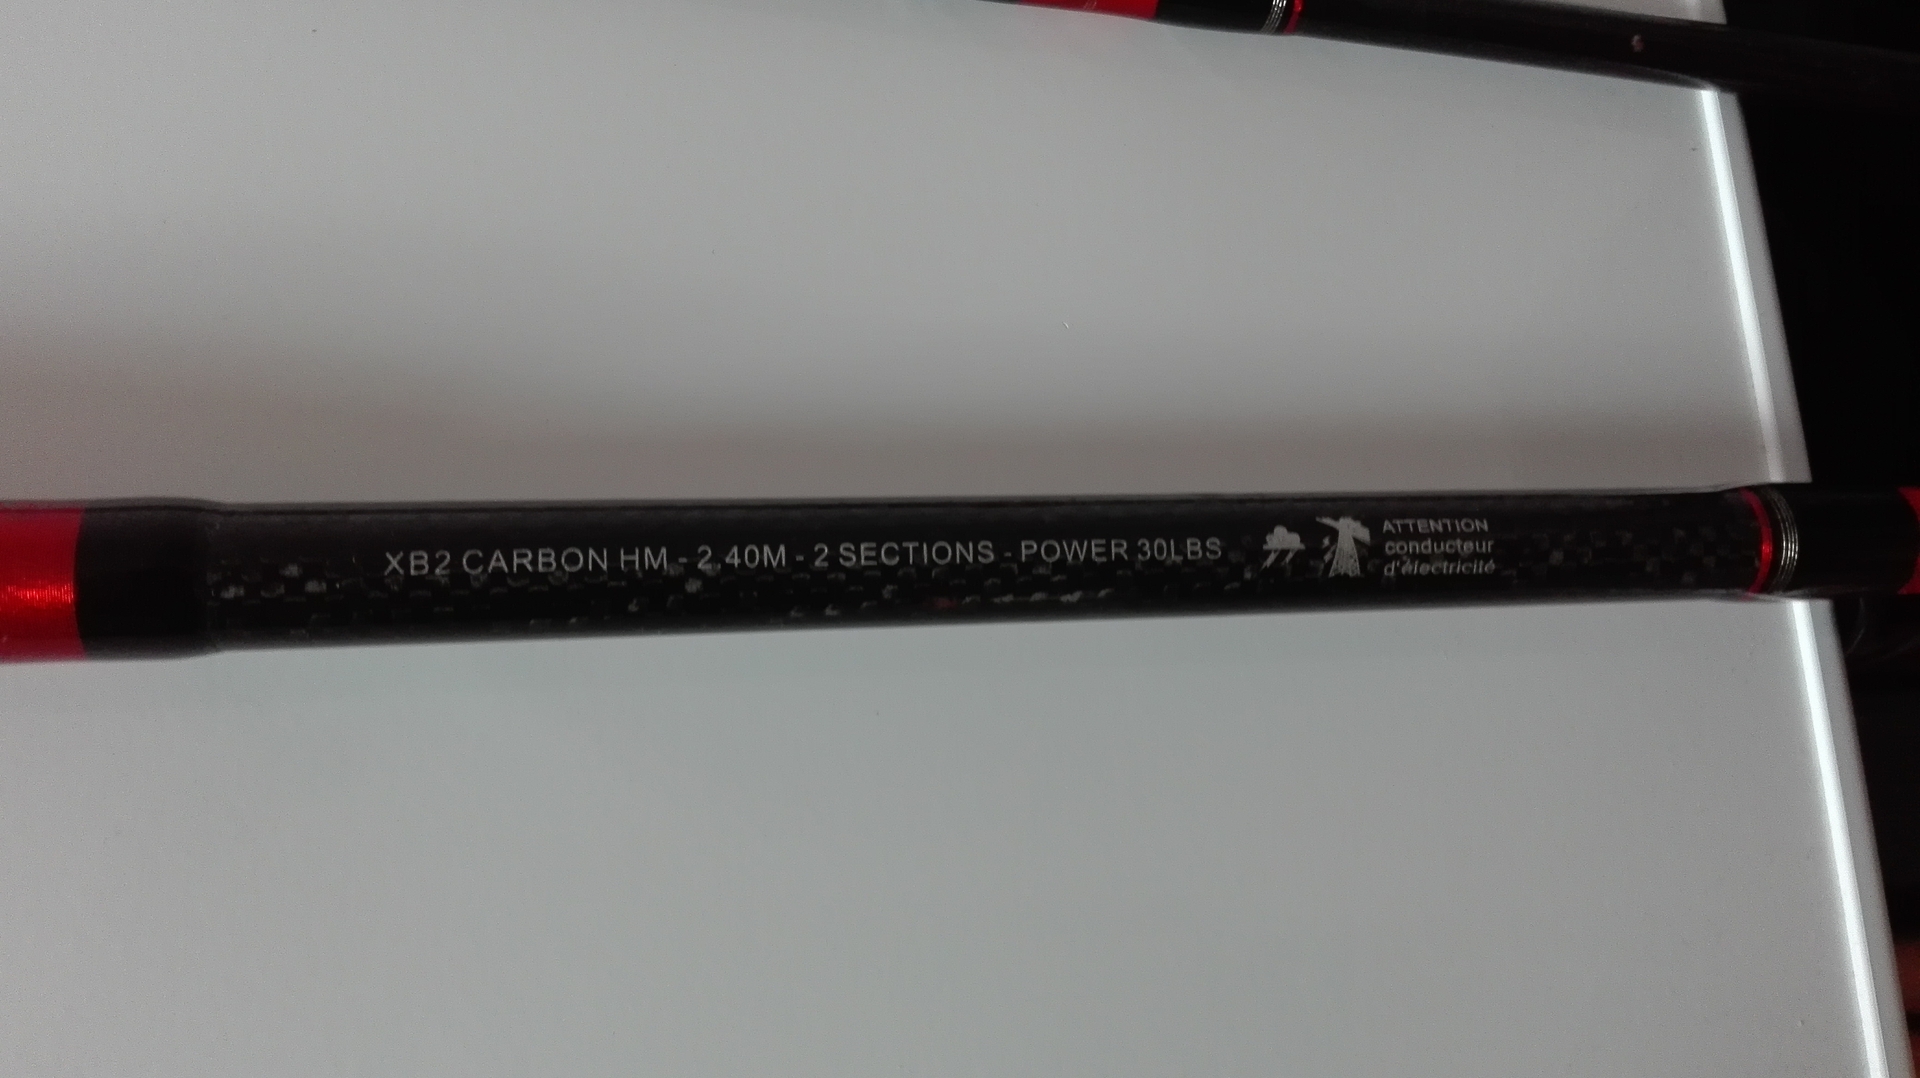 XB2 CARBON HM - 2.40M - 2 SECTIONS - POWER 30LBS
ATTENTION
conducteur
d'électricité